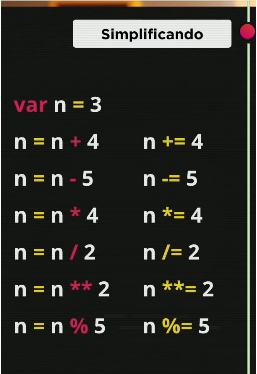 Simplificando
var n = 3
n = n + 4 n += 4
n = n - 5 n -= 5
n = n * 4 n *= 4
n = n / 2 n /= 2
n = n ** 2 n **= 2
n = n % 5 n %= 5